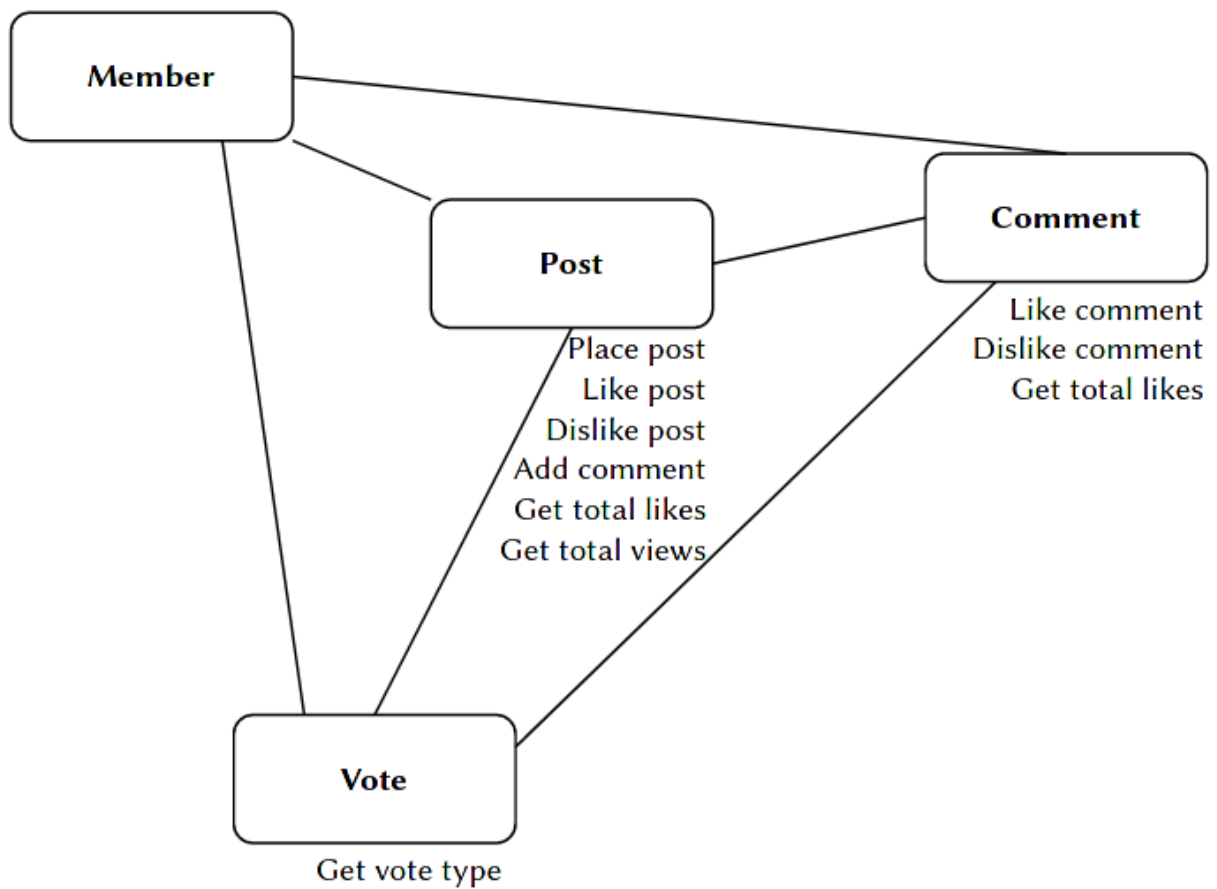 Member
Comment
Post
Like comment
Dislike comment
Get total likes
Place post
Like post
Dislike post
Add comment
Get total likes
Get total views
Vote
Get vote type